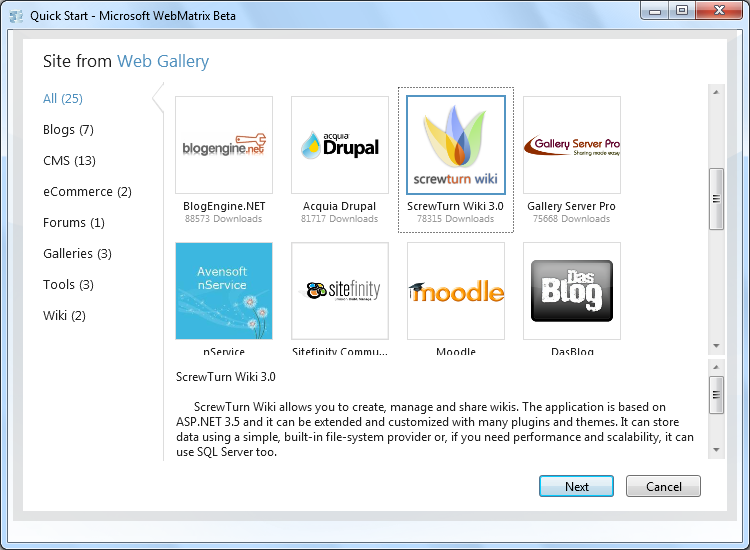 Quick Start - Microsoft WebMatrix Beta
Site from Web Gallery
All (25)
Blogs (7)
CMS (13)
eCommerce (2)
Forums (1)
Galleries (3)
Tools (3)
Wiki (2)
blogengine.net
acquia
Drupal
screwturn wiki
Gallery Server Pro
Sharing made easy
BlogEngine.NET
Acquia Drupal
ScrewTurn Wiki 3.0
Gallery Server Pro
88573 Downloads
81717 Downloads
78315 Downloads
75668 Downloads
Avensoft
nService
sitefinity
moodle
Das
Blog
nService
Sitefinity Commu...
Moodle
DasBlog
ScrewTurn Wiki 3.0
ScrewTurn Wiki allows you to create, manage and share wikis. The application is based on
ASP.NET 3.5 and it can be extended and customized with many plugins and themes. It can store
data using a simple, built-in file-system provider or, if you need performance and scalability, it can
use SQL Server too.
Next
Cancel